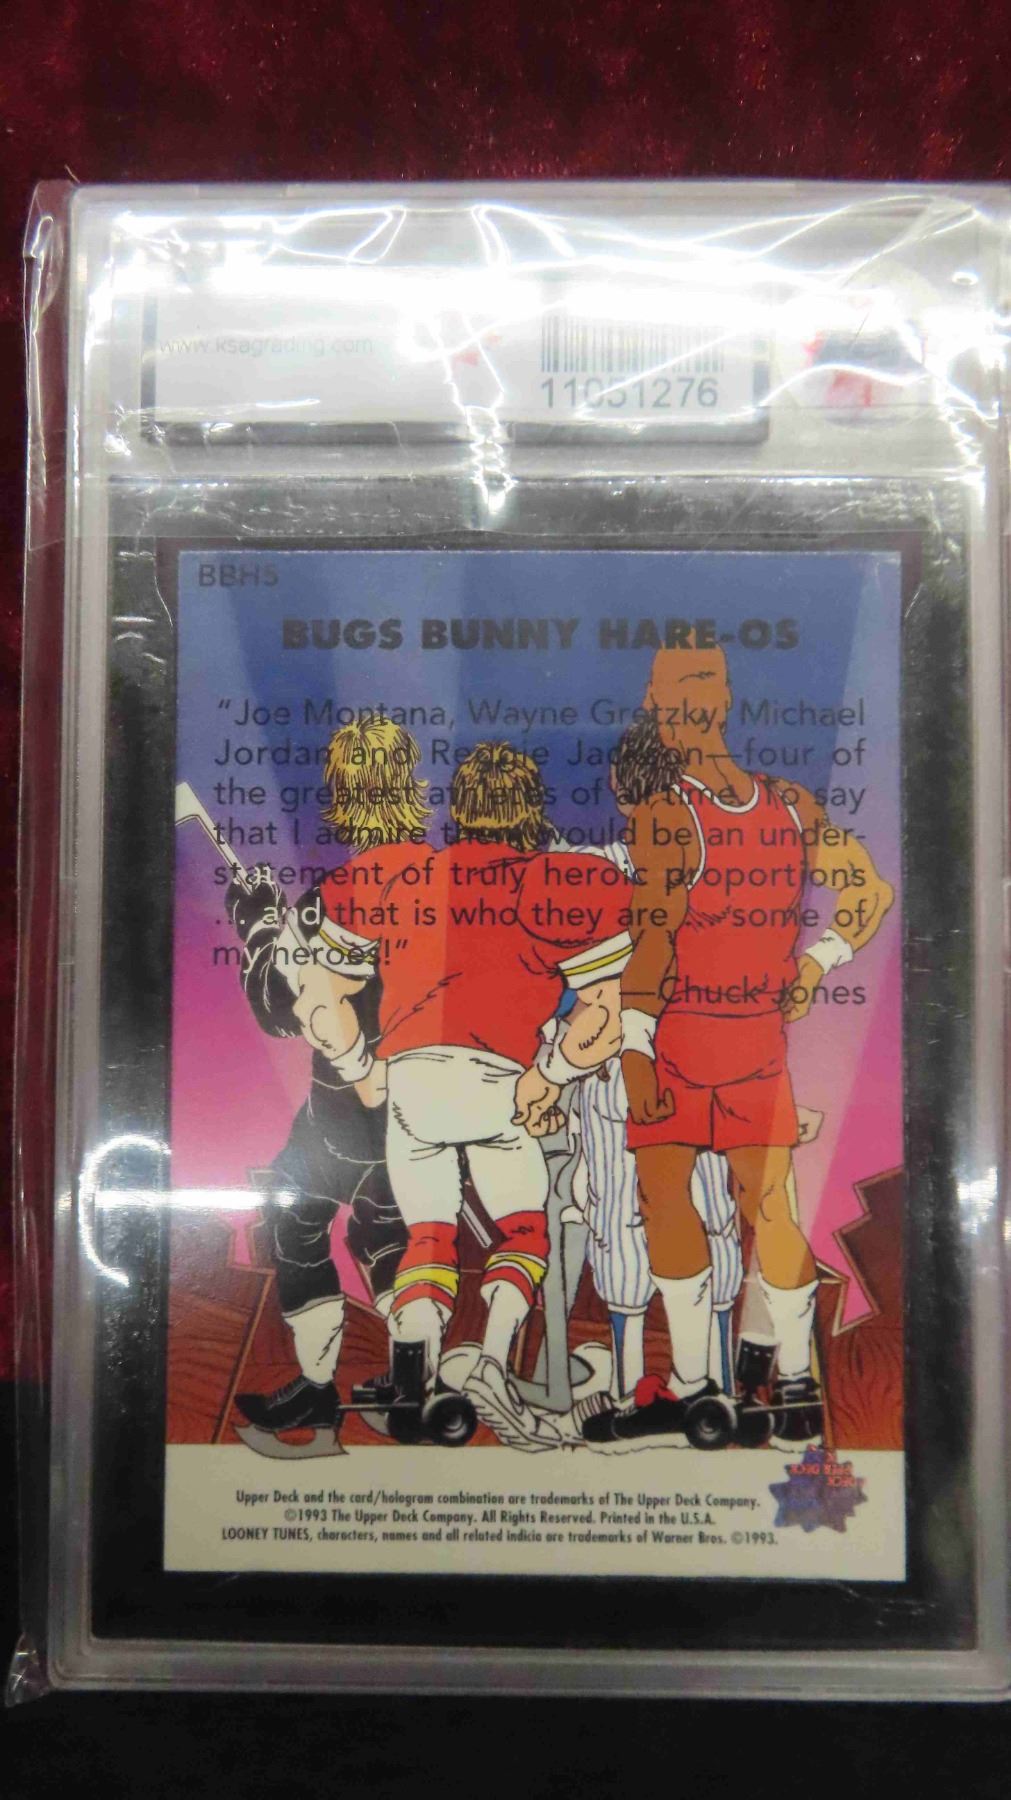 www.ksagrading.com
11051276
BBH5
BUGS BUNNY HARE-OS
“Joe Montana, Wayne Gretzky, Michael
Jordan and Reggie Jackson—four of
the greatest athletes of all time. To say
that I admire them would be an under-
statement of truly heroic proportions
... and that is who they are ... some of
my heroes!”
—Chuck Jones
Upper Deck and the card/hologram combination are trademarks of The Upper Deck Company.
©1993 The Upper Deck Company. All Rights Reserved. Printed in the U.S.A.
LOONEY TUNES, characters, names and all related indicia are trademarks of Warner Bros. ©1993.